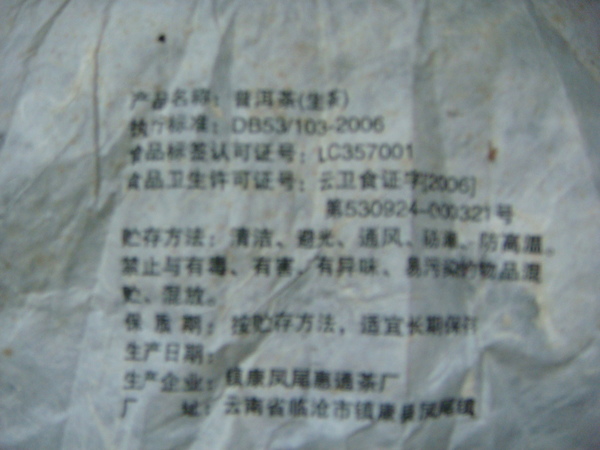 产品名称：普洱茶(生茶)
执行标准：DB53/103-2006
食品标签认可证号：LC357001
食品卫生许可证号：云卫食证字[2006]
第530924-000321号
贮存方法：清洁、避光、通风、干燥、防高温。
禁止与有毒、有害、有异味、易污染的物品混
贮、混放。
保 质 期：按贮存方法，适宜长期保存
生产日期：
生产企业：镇康凤尾惠通茶厂
厂 址：云南省临沧市镇康县凤尾镇